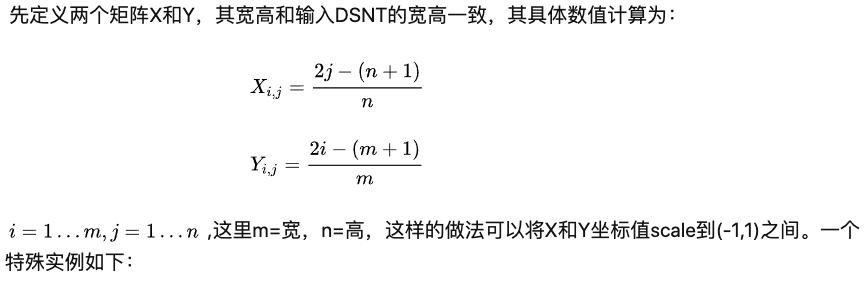 先定义两个矩阵X和Y，其宽高和输入DSNT的宽高一致，其具体数值计算为：
X_{i,j} = \frac{2j - (n + 1)}{n}
Y_{i,j} = \frac{2i - (m + 1)}{m}
i = 1 … m, j = 1 … n ,这里m=宽，n=高，这样的做法可以将X和Y坐标值scale到(-1,1)之间。一个
特殊实例如下：